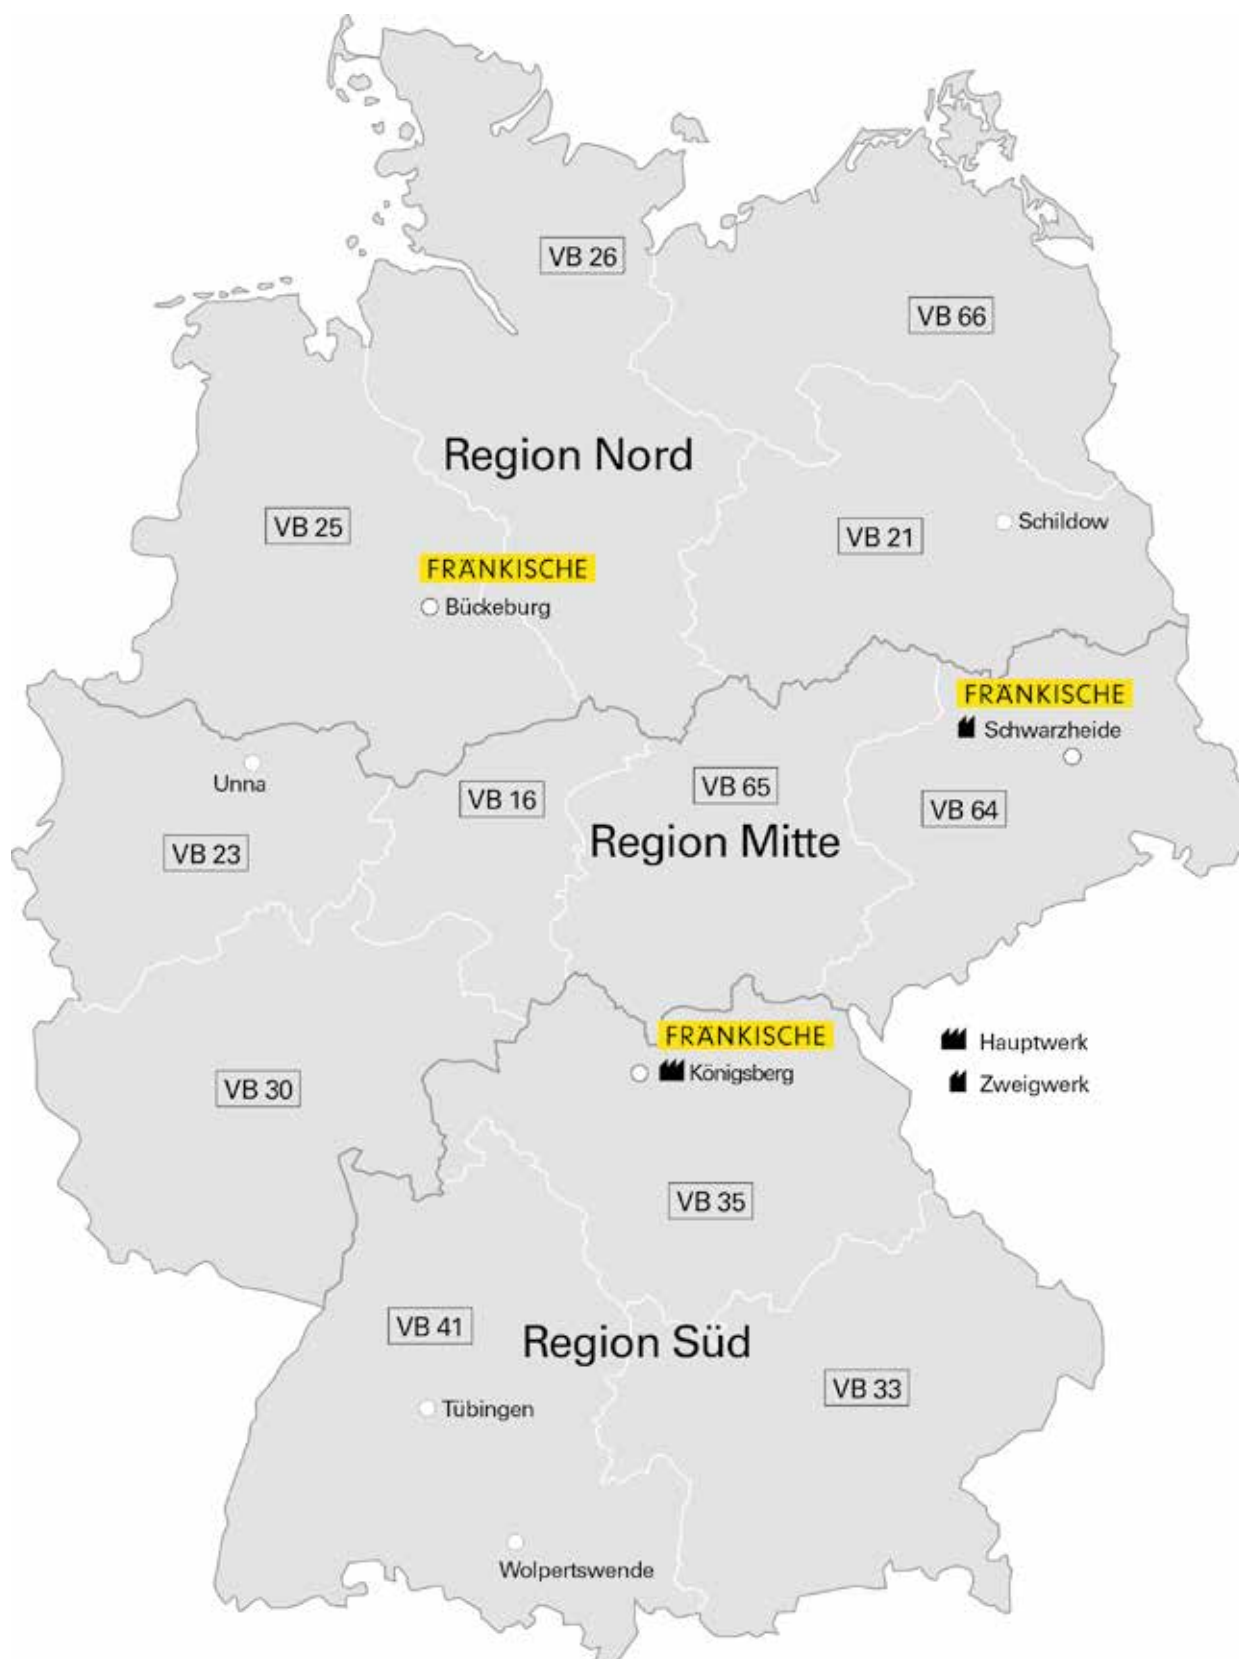 VB 26
VB 66
Region Nord
VB 25
VB 21
Schildow
FRÄNKISCHE
Bückeburg
FRÄNKISCHE
Schwarzheide
Unna
VB 16
VB 65
VB 64
VB 23
Region Mitte
FRÄNKISCHE
Königsberg
Hauptwerk
Zweigwerk
VB 30
VB 35
VB 41
Region Süd
VB 33
Tübingen
Wolpertswende